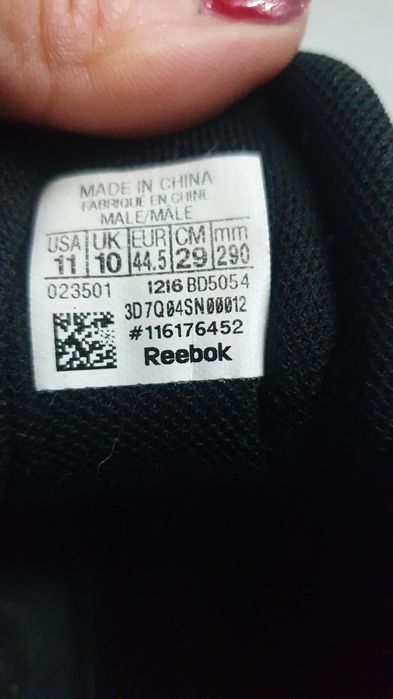 MADE IN CHINA
FABRIQUE EN CHINE
MALE/MÂLE
USA UK EUR CM mm
11 10 44.5 29 290
023501 1216 BD5054
3D7Q04SN00012
#116176452
Reebok